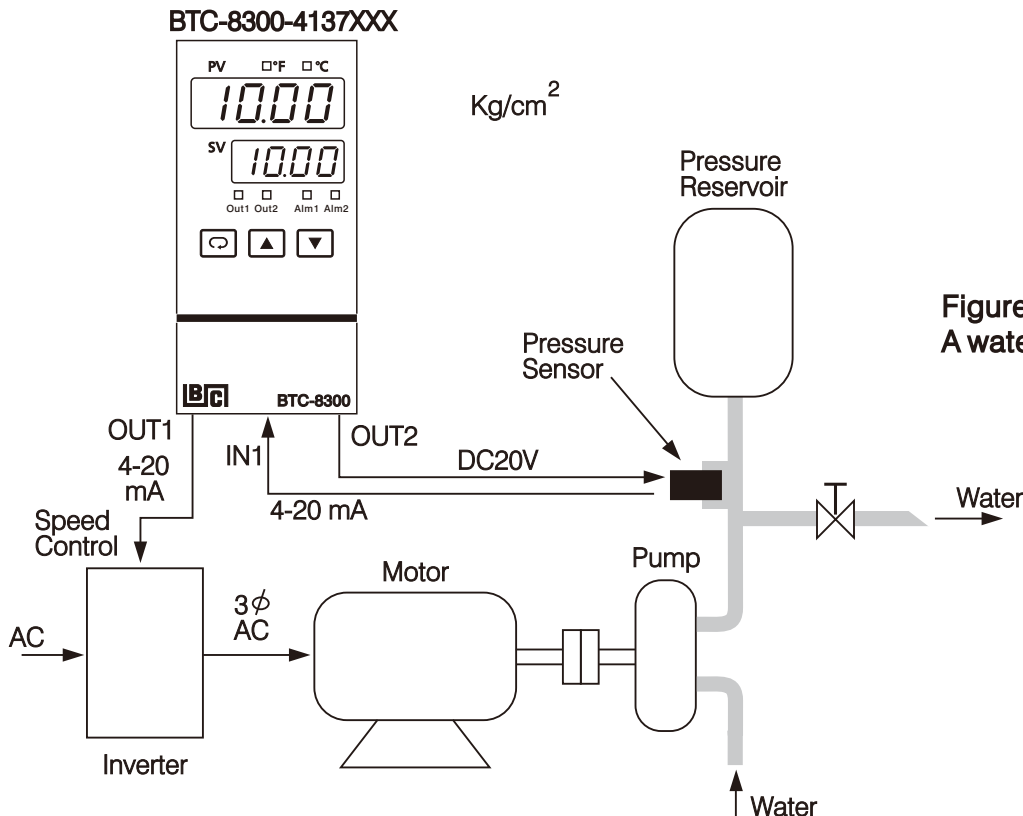 BTC-8300-4137XXX
PV °F °C
10.00
Kg/cm²
SV
10.00
Out1 Out2 Alm1 Alm2
Pressure
Reservoir
Figure
A wate
Pressure
Sensor
BC
BTC-8300
OUT1
IN1
OUT2
4-20
mA
DC20V
4-20 mA
Water
Speed
Control
Motor
Pump
3ϕ
AC
AC
Inverter
Water